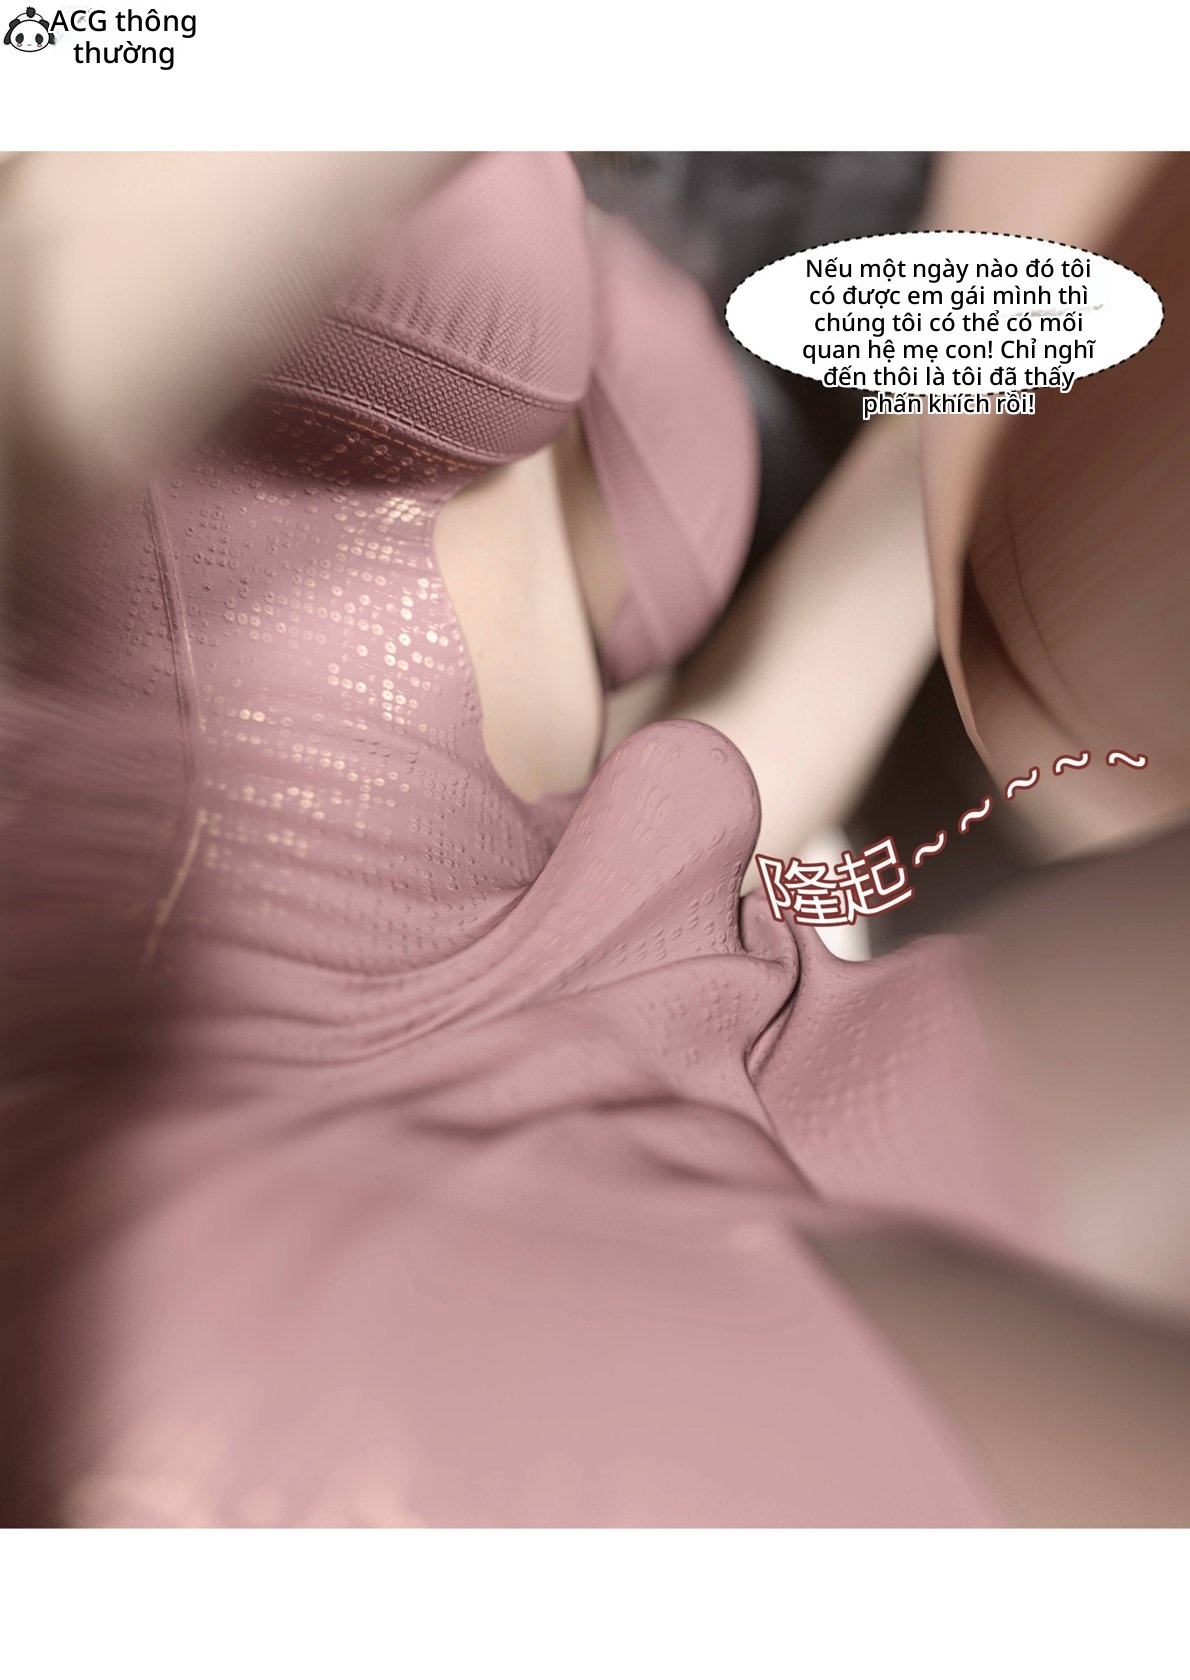 ACG thông
thường
Nếu một ngày nào đó tôi
có được em gái mình thì
chúng tôi có thể có mối
quan hệ mẹ con! Chỉ nghĩ
đến thôi là tôi đã thấy
phấn khích rồi!
隆起~~~~~